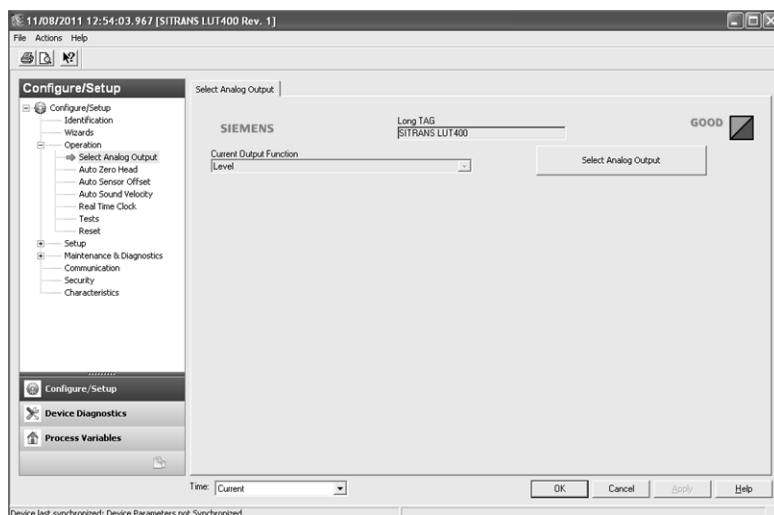 11/08/2011 12:54:03.967 [SITRANS LUT400 Rev. 1]
File Actions Help
Configure/Setup
Configure/Setup
Identification
Wizards
Operation
Select Analog Output
Auto Zero Head
Auto Sensor Offset
Auto Sound Velocity
Real Time Clock
Tests
Reset
Setup
Maintenance & Diagnostics
Communication
Security
Characteristics
Configure/Setup
Device Diagnostics
Process Variables
Select Analog Output
SIEMENS
Long TAG
SITRANS LUT400
GOOD
Current Output Function
Level
Select Analog Output
Time: Current
OK Cancel Apply Help
Device last synchronized: Device Parameters not Synchronized.